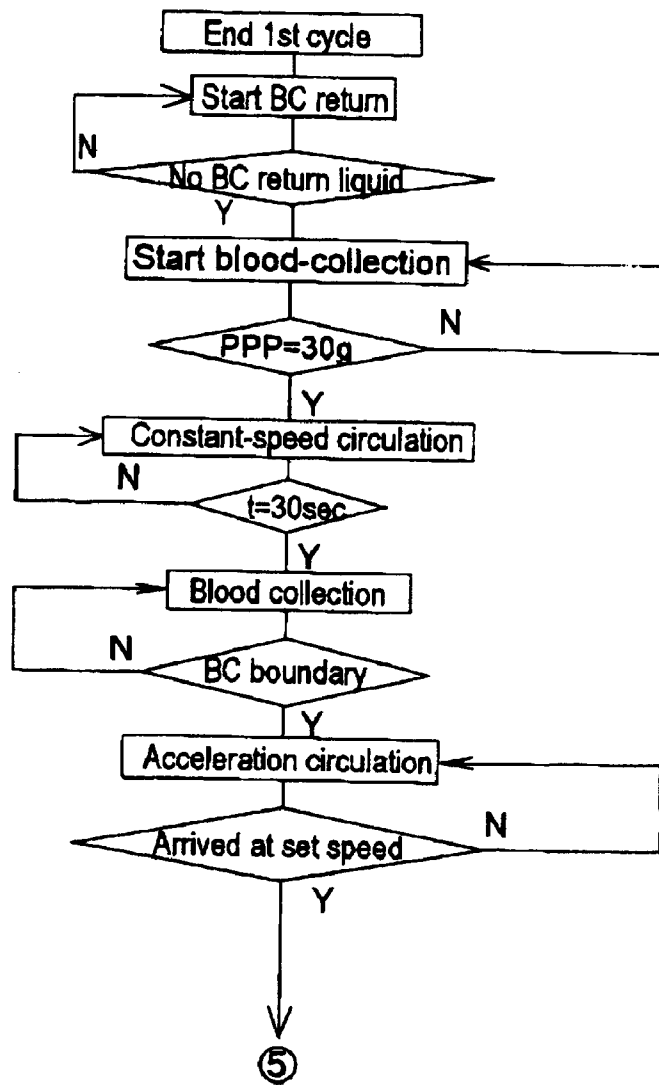 End 1st cycle
Start BC return
N
No BC return liquid
Y
Start blood-collection
N
PPP=30g
Y
Constant-speed circulation
N
t=30sec
Y
Blood collection
N
BC boundary
Y
Acceleration circulation
N
Arrived at set speed
Y
⑤